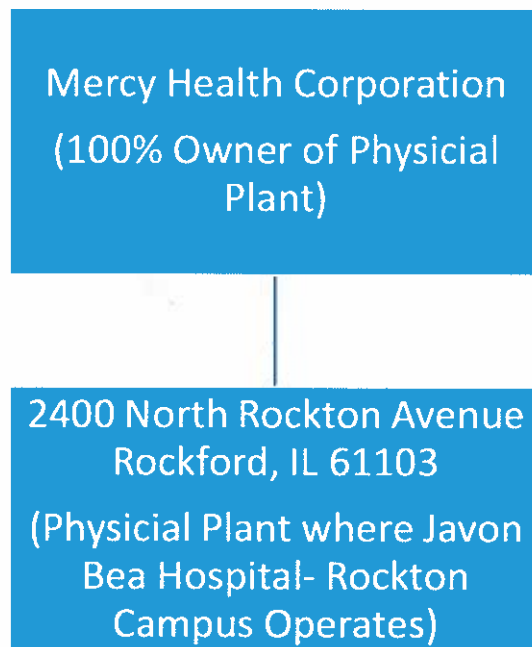 Mercy Health Corporation
(100% Owner of Physicial
Plant)
2400 North Rockton Avenue
Rockford, IL 61103
(Physicial Plant where Javon
Bea Hospital- Rockton
Campus Operates)